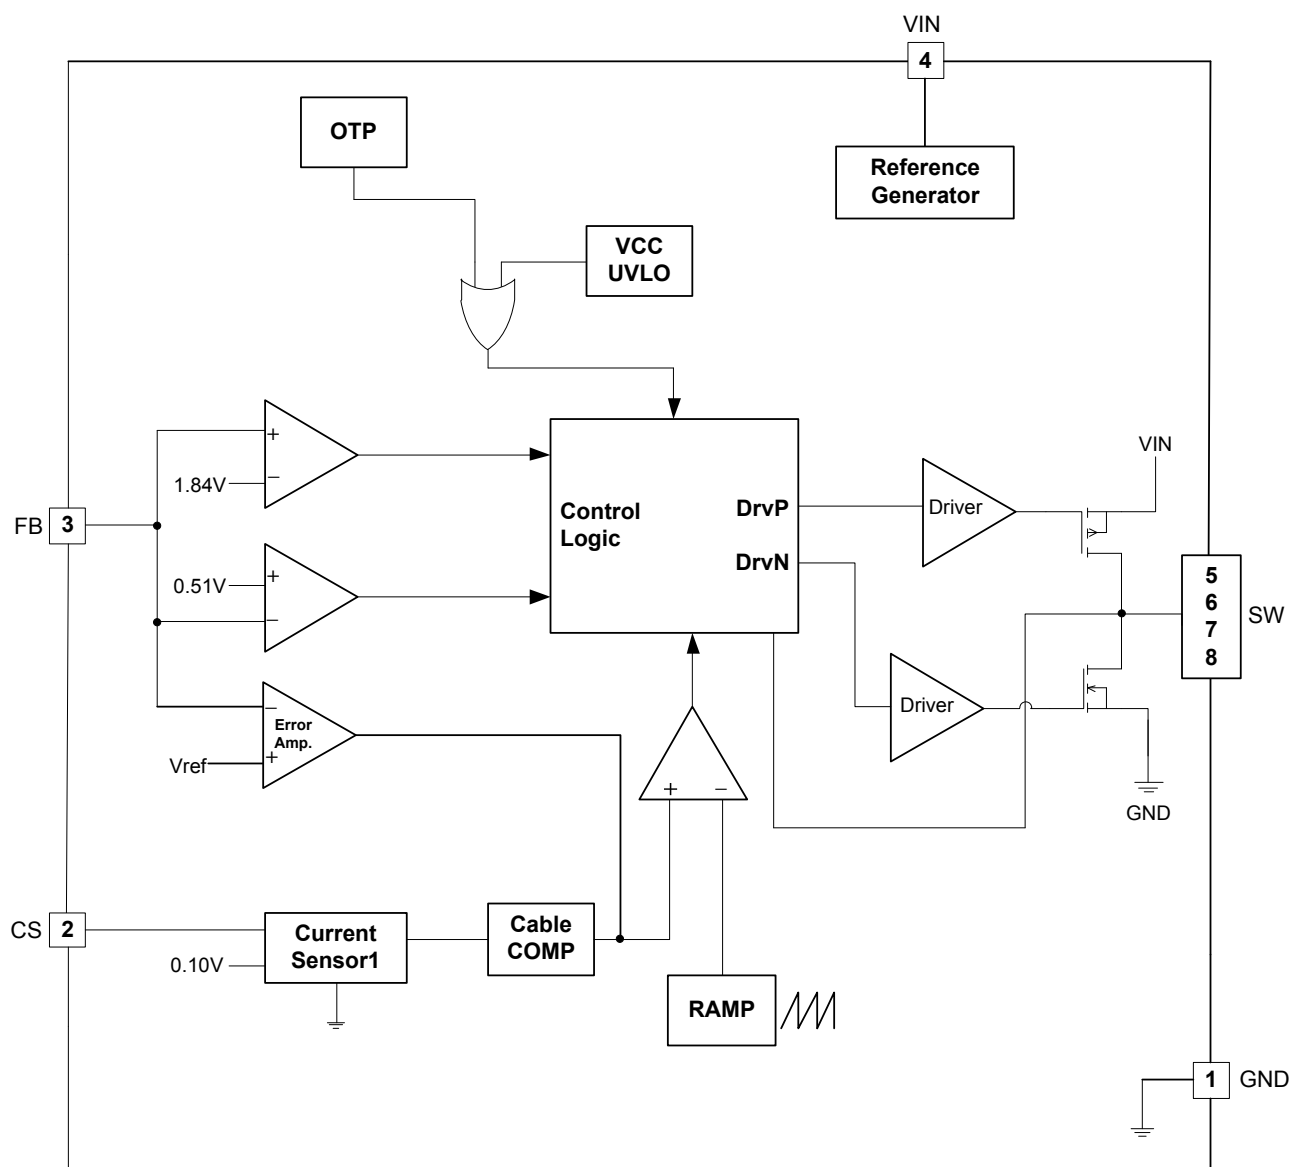 VIN
4
OTP
Reference
Generator
VCC
UVLO
+
−
1.84V
FB
3
0.51V
+
−
Control
Logic
DrvP
DrvN
Driver
VIN
5
6
7
8
SW
Driver
GND
−
Error
Amp.
Vref
+
+
−
CS
2
0.10V
Current
Sensor1
Cable
COMP
RAMP
1
GND